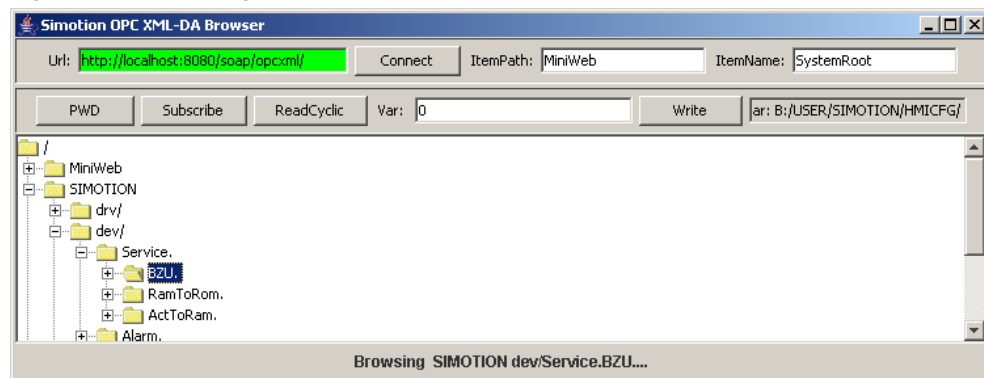 Simotion OPC XML-DA Browser
Url: http://localhost:8080/soap/opcxml/ Connect ItemPath: MiniWeb ItemName: SystemRoot
PWD Subscribe ReadCyclic Var: 0 Write ar: B:/USER/SIMOTION/HMICFG/
/
MiniWeb
SIMOTION
drv/
dev/
Service.
BZU.
RamToRom.
ActToRam.
Alarm.
Browsing SIMOTION dev/Service.BZU....